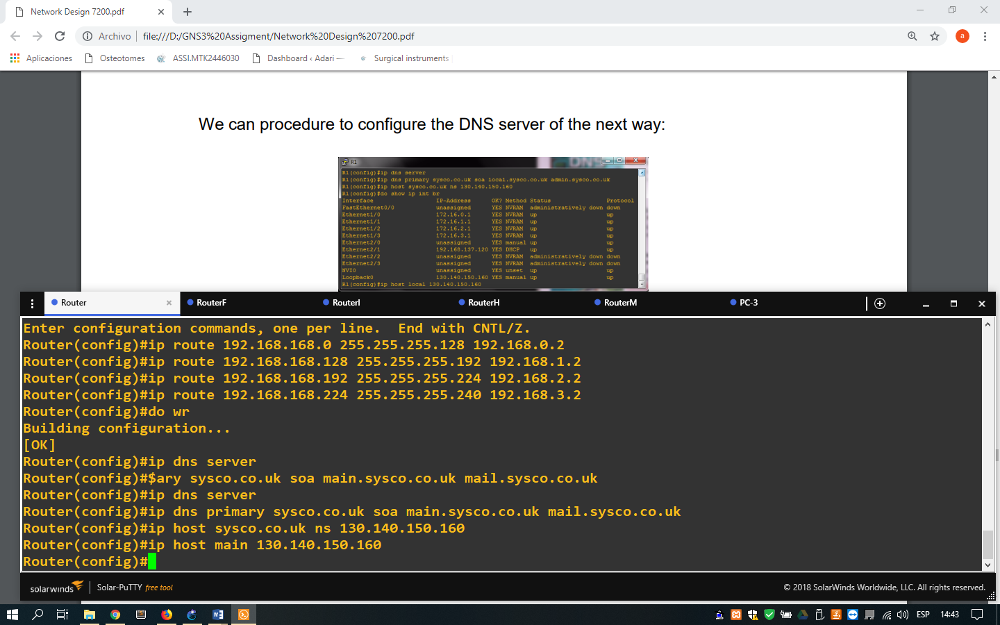 Network Design 7200.pdf
Archivo file:///D:/GNS3%20Assigment/Network%20Design%207200.pdf
a
Aplicaciones Osteotomes ASSI.MTK2446030 Dashboard ‹ Adari — Surgical instruments
We can procedure to configure the DNS server of the next way:
R1
R1(config)#ip dns server
R1(config)#ip dns primary sysco.co.uk soa local.sysco.co.uk admin.sysco.co.uk
R1(config)#ip host sysco.co.uk ns 130.140.150.160
R1(config)#do show ip int br
Interface IP-Address OK? Method Status Protocol
FastEthernet0/0 unassigned YES NVRAM administratively down down
Ethernet1/0 172.16.0.1 YES NVRAM up up
Ethernet1/1 172.16.1.1 YES NVRAM up up
Ethernet1/2 172.16.2.1 YES NVRAM up up
Ethernet1/3 172.16.3.1 YES NVRAM up up
Ethernet2/0 unassigned YES manual up up
Ethernet2/1 192.168.137.120 YES DHCP up up
Ethernet2/2 unassigned YES NVRAM administratively down down
Ethernet2/3 unassigned YES NVRAM administratively down down
NVI0 unassigned YES unset up up
Loopback0 130.140.150.160 YES manual up up
R1(config)#ip host local 130.140.150.160
Router RouterF RouterI RouterH RouterM PC-3
Enter configuration commands, one per line.  End with CNTL/Z.
Router(config)#ip route 192.168.168.0 255.255.255.128 192.168.0.2
Router(config)#ip route 192.168.168.128 255.255.255.192 192.168.1.2
Router(config)#ip route 192.168.168.192 255.255.255.224 192.168.2.2
Router(config)#ip route 192.168.168.224 255.255.255.240 192.168.3.2
Router(config)#do wr
Building configuration...
[OK]
Router(config)#ip dns server
Router(config)#$ary sysco.co.uk soa main.sysco.co.uk mail.sysco.co.uk
Router(config)#ip dns server
Router(config)#ip dns primary sysco.co.uk soa main.sysco.co.uk mail.sysco.co.uk
Router(config)#ip host sysco.co.uk ns 130.140.150.160
Router(config)#ip host main 130.140.150.160
Router(config)#
solarwinds Solar-PuTTY free tool © 2018 SolarWinds Worldwide, LLC. All rights reserved.
ESP 14:43